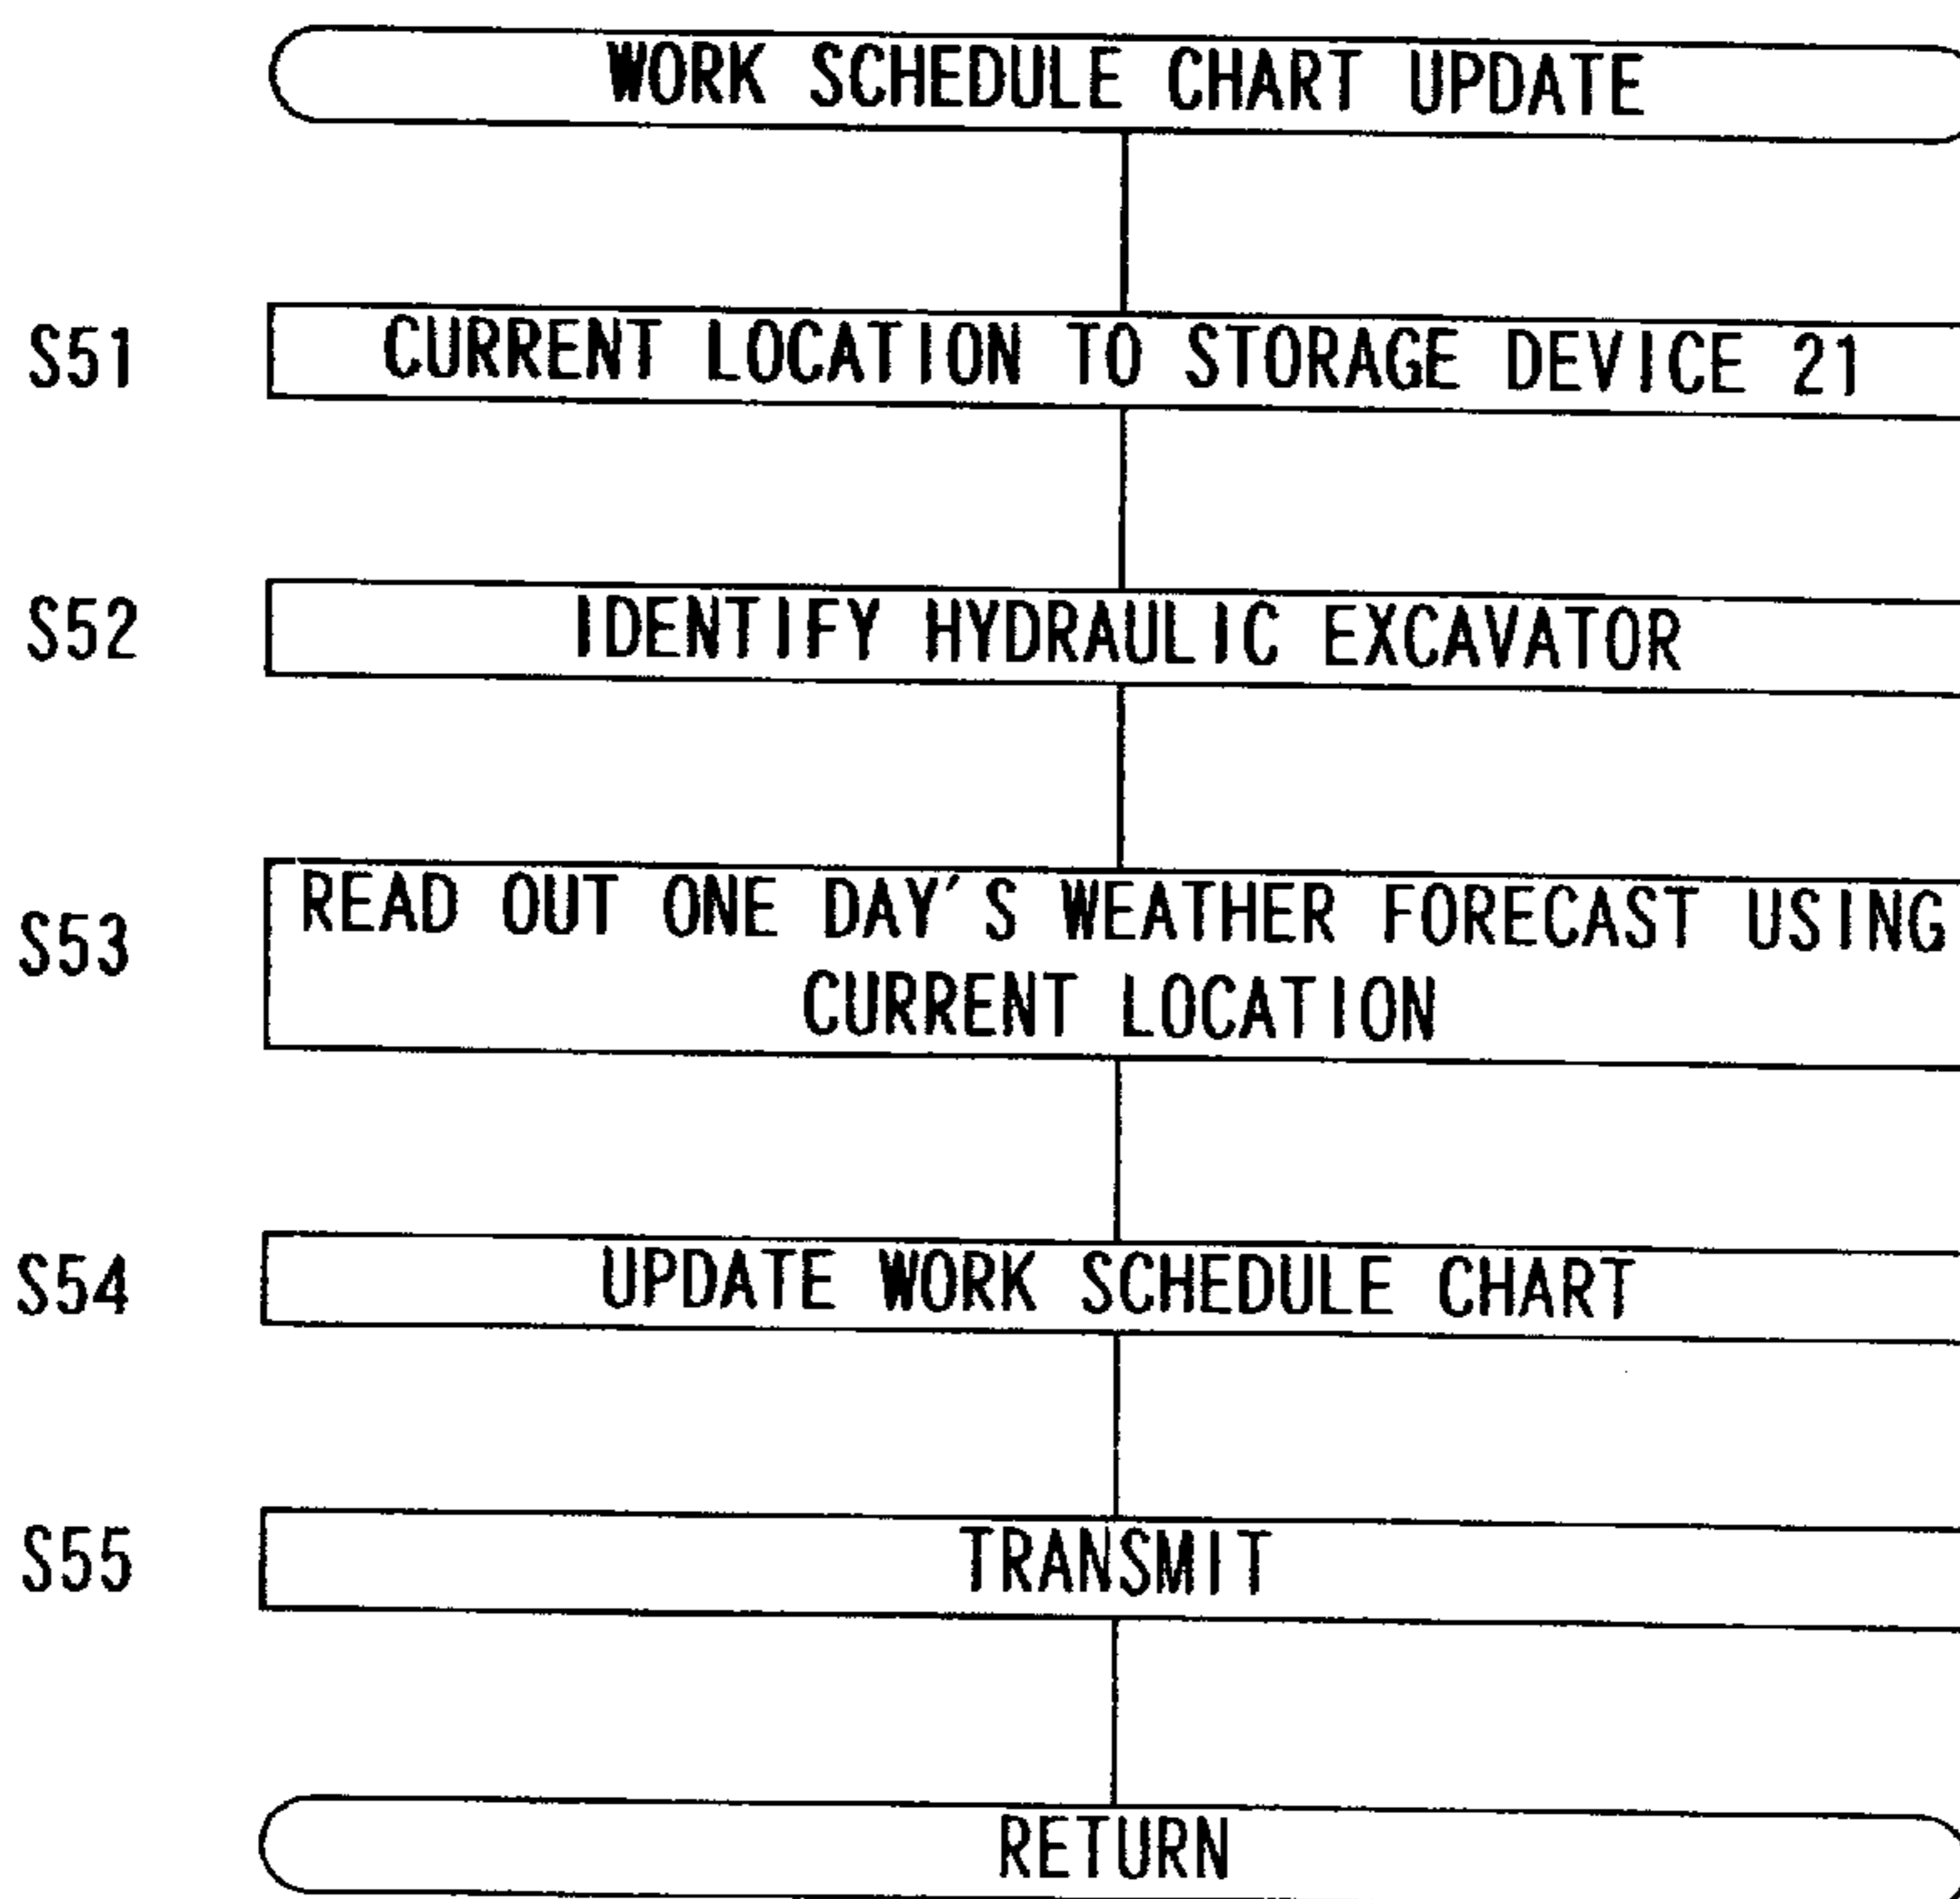 WORK SCHEDULE CHART UPDATE
S51
CURRENT LOCATION TO STORAGE DEVICE 21
S52
IDENTIFY HYDRAULIC EXCAVATOR
S53
READ OUT ONE DAY'S WEATHER FORECAST USING
CURRENT LOCATION
S54
UPDATE WORK SCHEDULE CHART
S55
TRANSMIT
RETURN